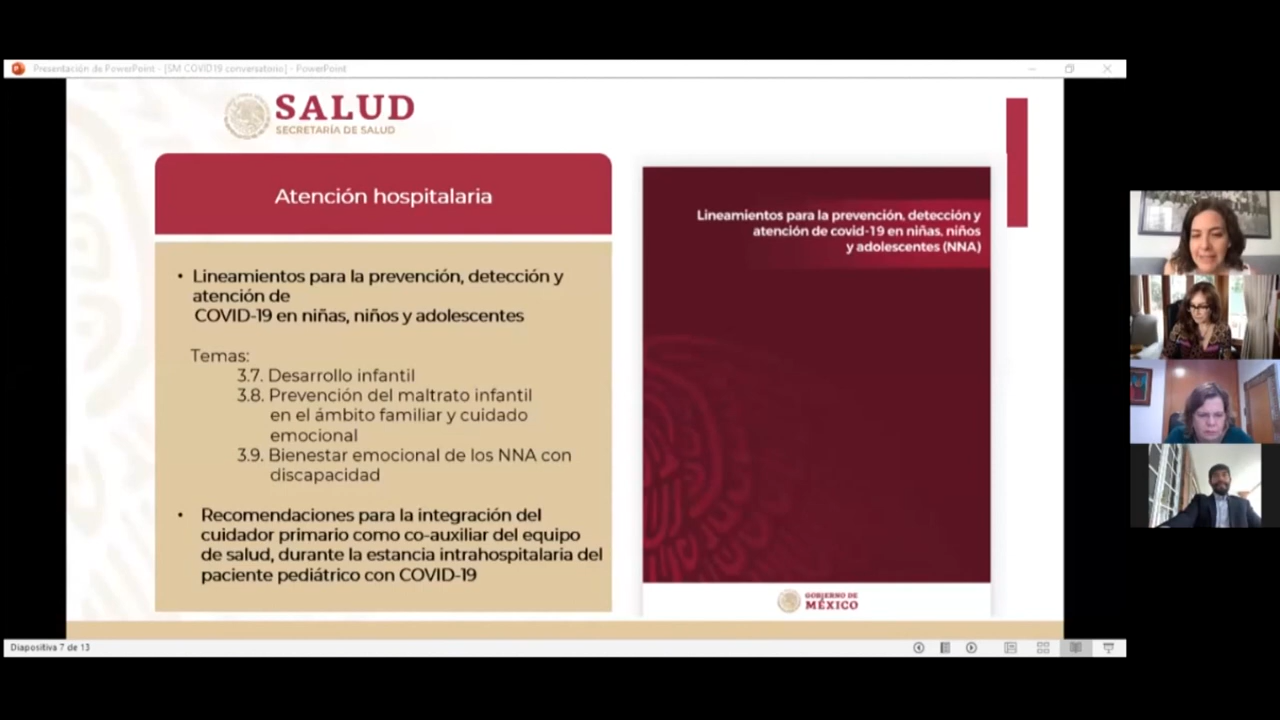 Presentación de PowerPoint - [SM COVID19 conversatorio] - PowerPoint
SALUD
SECRETARÍA DE SALUD
Atención hospitalaria
• Lineamientos para la prevención, detección y
atención de
COVID-19 en niñas, niños y adolescentes
Temas:
3.7. Desarrollo infantil
3.8. Prevención del maltrato infantil
en el ámbito familiar y cuidado
emocional
3.9. Bienestar emocional de los NNA con
discapacidad
• Recomendaciones para la integración del
cuidador primario como co-auxiliar del equipo
de salud, durante la estancia intrahospitalaria del
paciente pediátrico con COVID-19
Lineamientos para la prevención, detección y
atención de covid-19 en niñas, niños
y adolescentes (NNA)
GOBIERNO DE
MÉXICO
Diapositiva 7 de 13